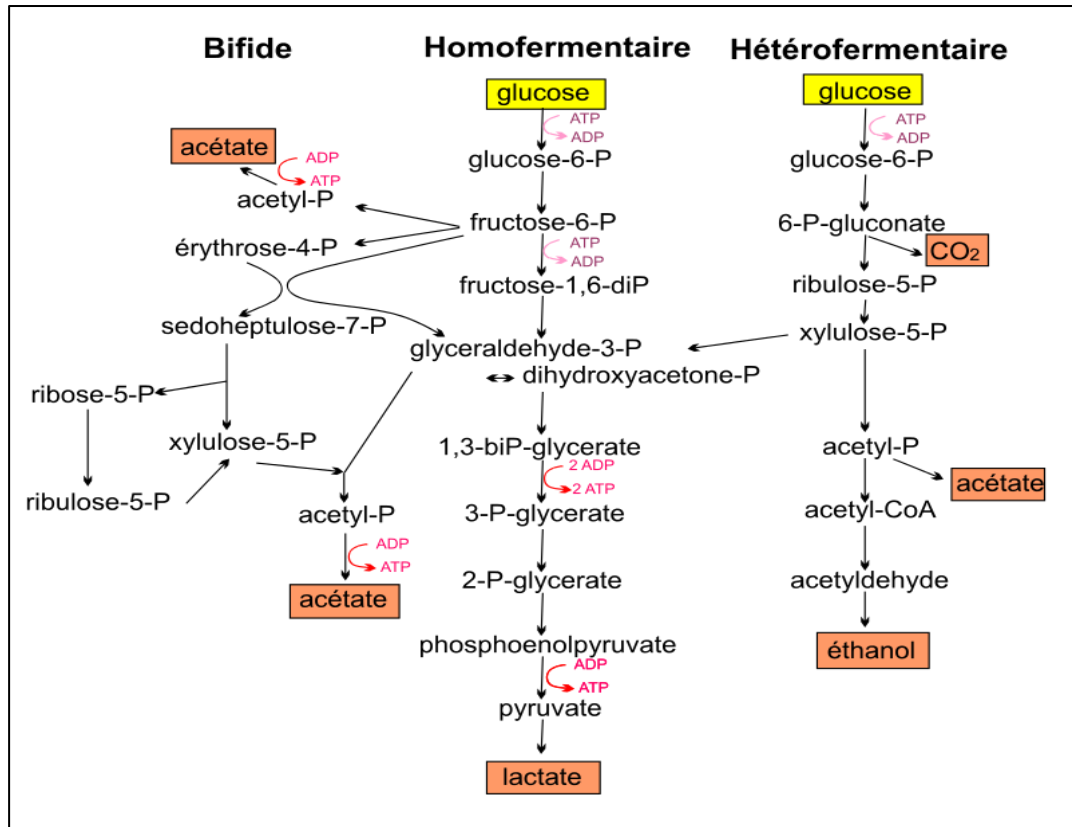 Bifide
Homofermentaire
Hétérofermentaire
acétate
ADP
ATP
acetyl-P
érythrose-4-P
sedoheptulose-7-P
ribose-5-P
xylulose-5-P
ribulose-5-P
acetyl-P
ADP
ATP
acétate
glucose
ATP
ADP
glucose-6-P
fructose-6-P
ATP
ADP
fructose-1,6-diP
glyceraldehyde-3-P
dihydroxyacetone-P
1,3-biP-glycerate
2 ADP
2 ATP
3-P-glycerate
2-P-glycerate
phosphoenolpyruvate
ADP
ATP
pyruvate
lactate
glucose
ATP
ADP
glucose-6-P
6-P-gluconate
CO₂
ribulose-5-P
xylulose-5-P
acetyl-P
acétate
acetyl-CoA
acetyldehyde
éthanol